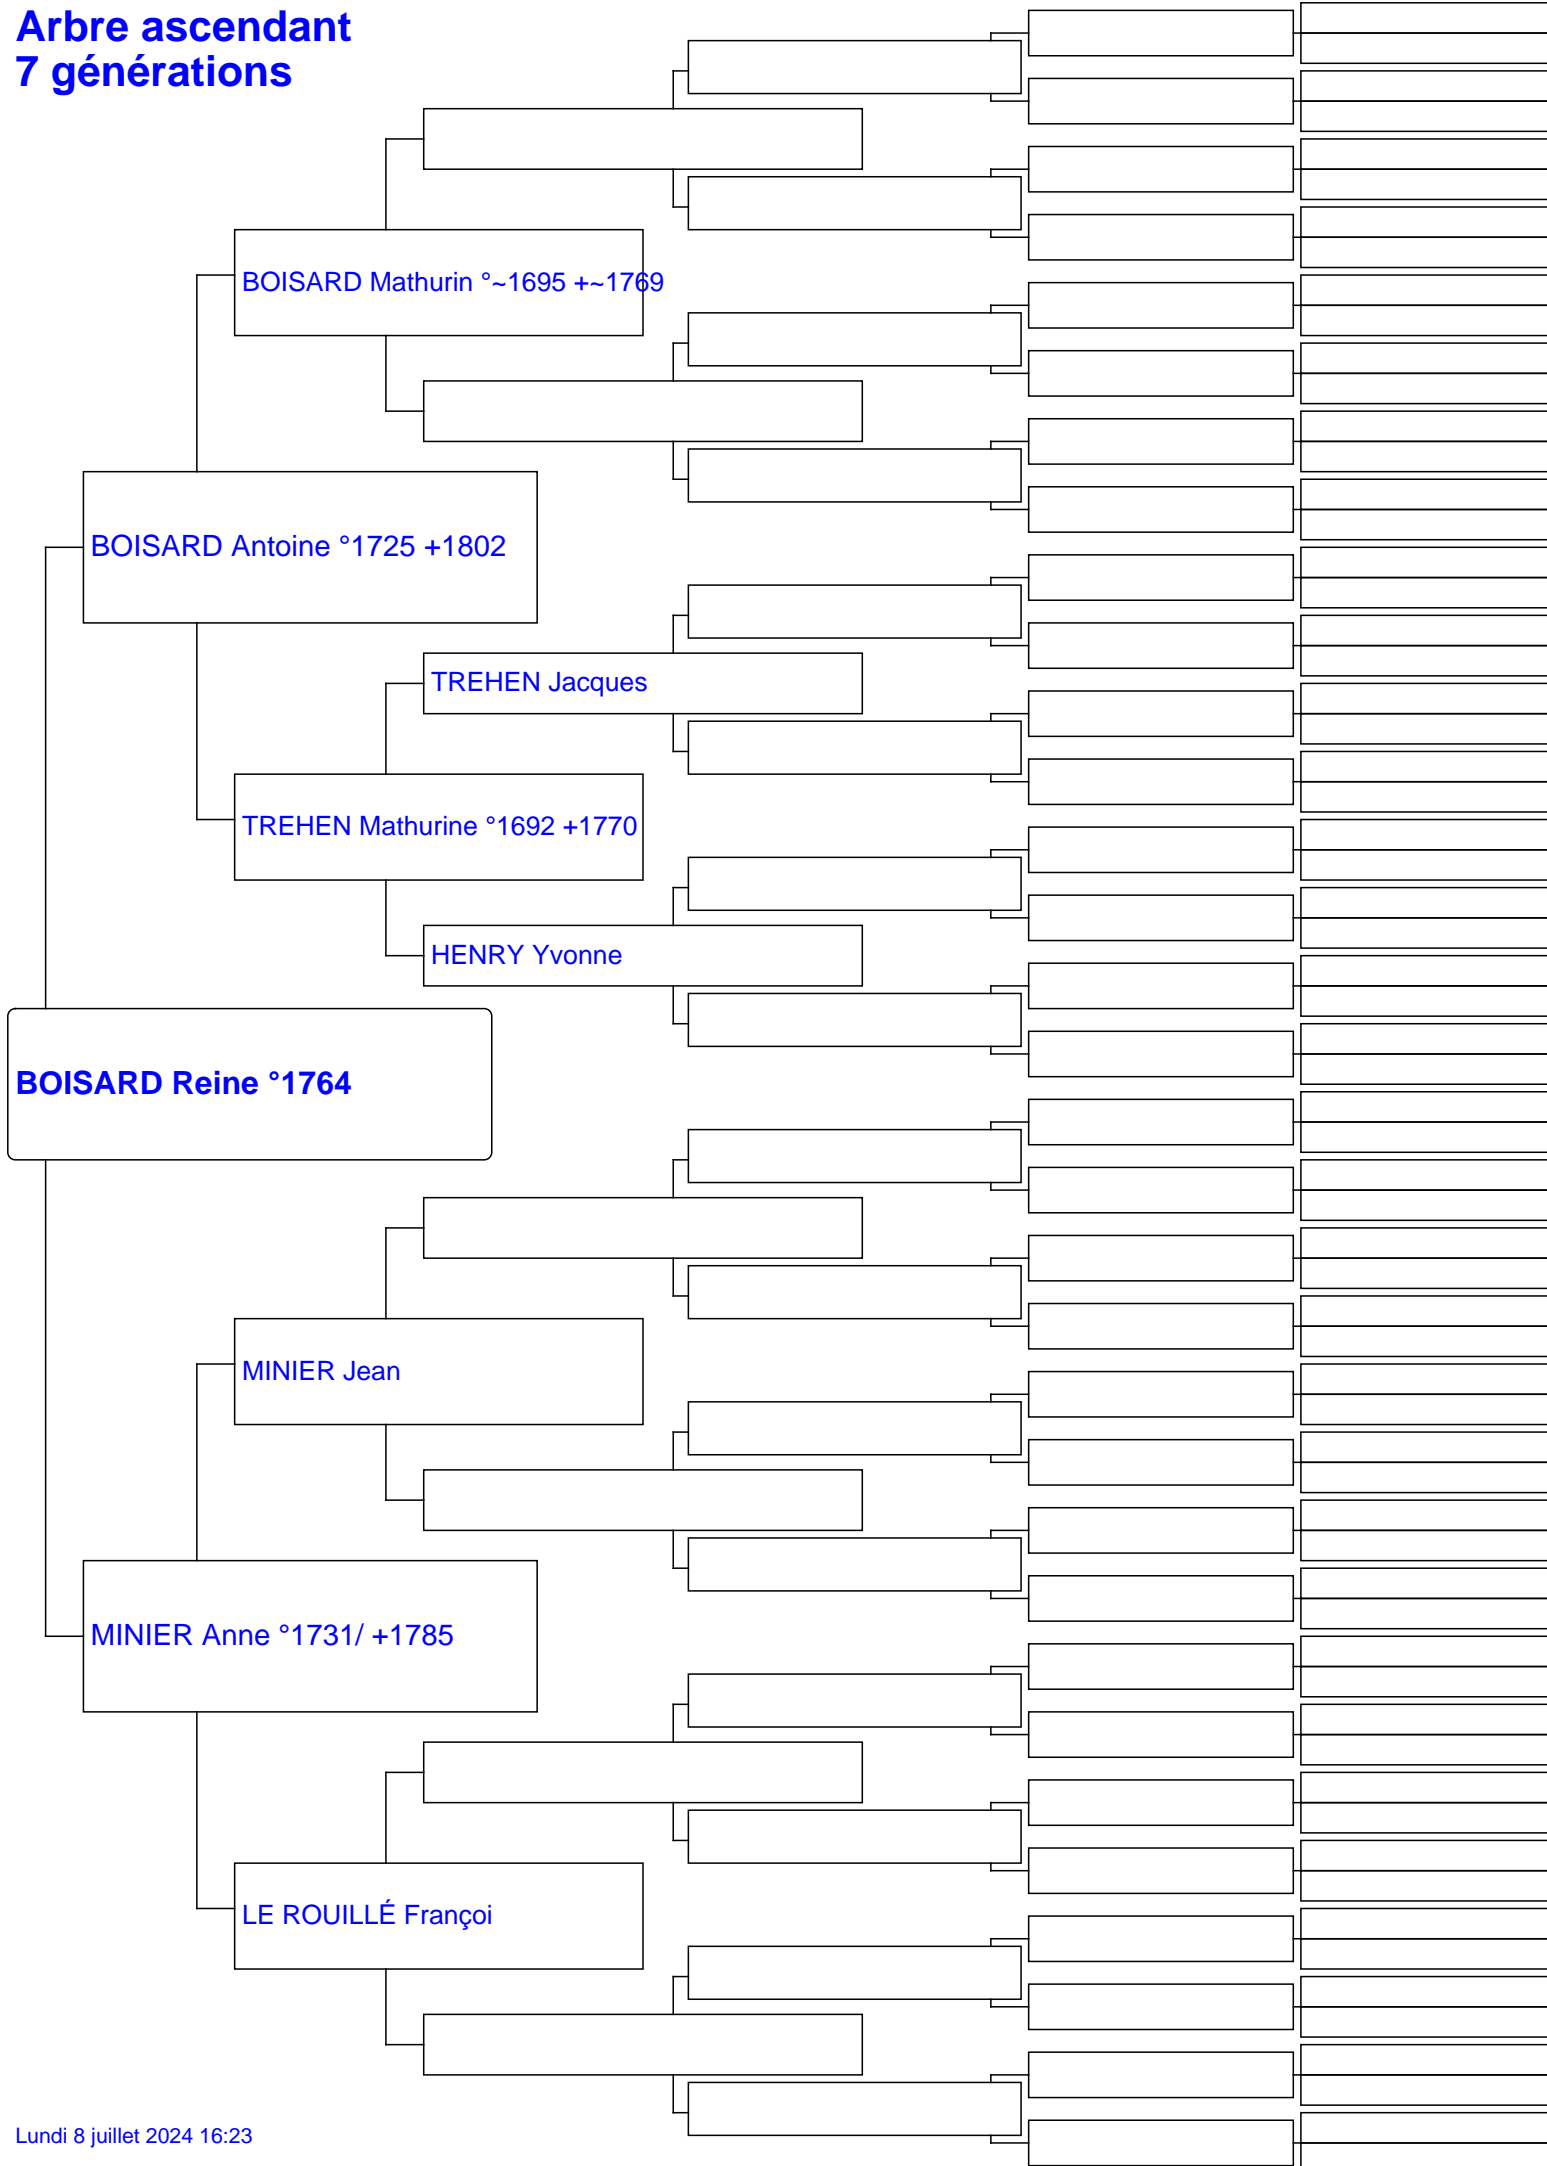 Arbre ascendant
7 générations
BOISARD Mathurin °~1695 +~1769
BOISARD Antoine °1725 +1802
TREHEN Jacques
TREHEN Mathurine °1692 +1770
HENRY Yvonne
BOISARD Reine °1764
MINIER Jean
MINIER Anne °1731/ +1785
LE ROUILLÉ Françoi
Lundi 8 juillet 2024 16:23